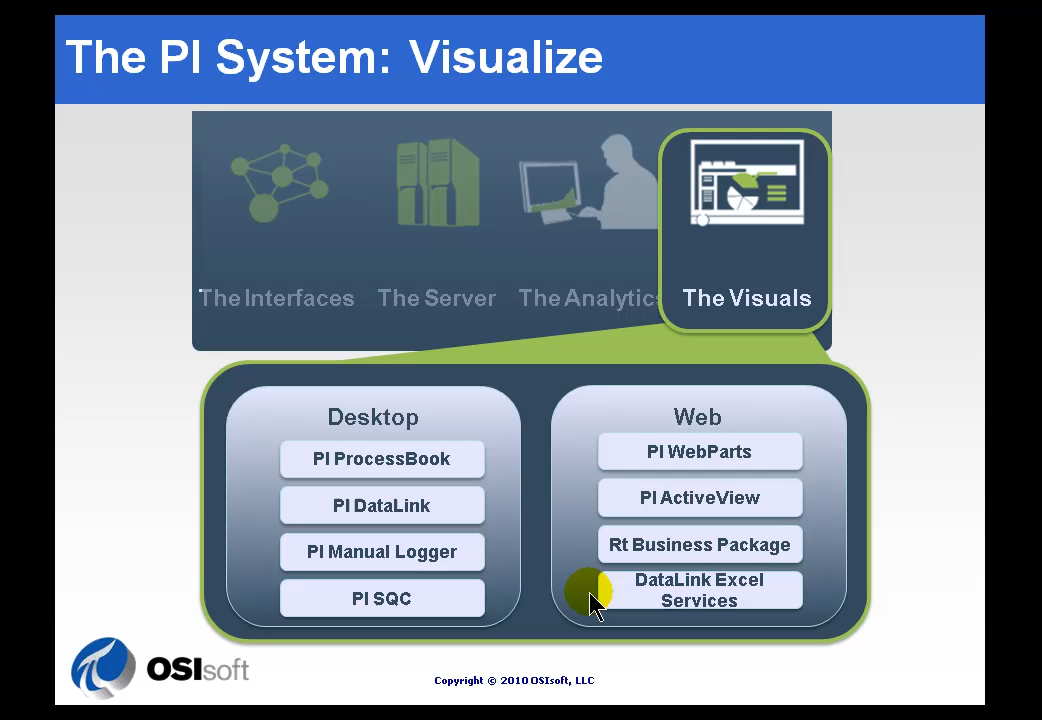 The PI System: Visualize
The Interfaces
The Server
The Analytics
The Visuals
Desktop
PI ProcessBook
PI DataLink
PI Manual Logger
PI SQC
Web
PI WebParts
PI ActiveView
Rt Business Package
DataLink Excel
Services
OSIsoft
Copyright © 2010 OSIsoft, LLC